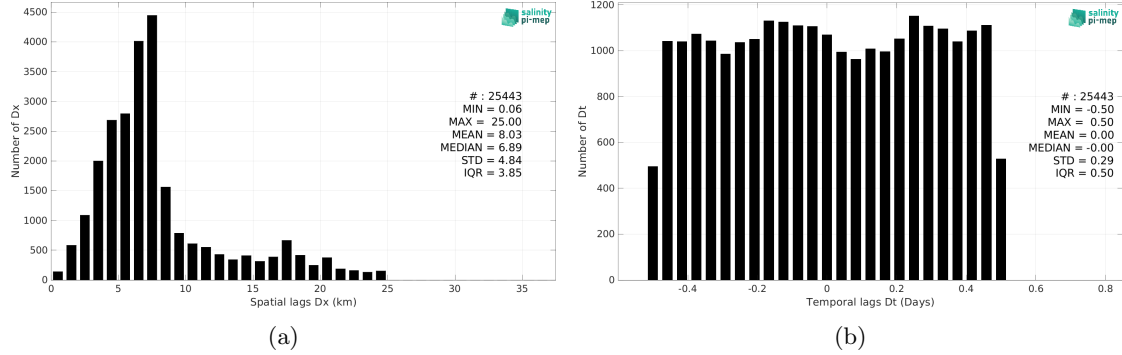 4500
4000
3500
3000
2500
2000
1500
1000
500
0
Number of Dx
0 5 10 15 20 25 30 35
Spatial lags Dx (km)
salinity
pi-mep
# : 25443
MIN = 0.06
MAX = 25.00
MEAN = 8.03
MEDIAN = 6.89
STD = 4.84
IQR = 3.85
(a)
1200
1000
800
600
400
200
0
Number of Dt
-0.4 -0.2 0 0.2 0.4 0.6 0.8
Temporal lags Dt (Days)
salinity
pi-mep
# : 25443
MIN = -0.50
MAX = 0.50
MEAN = 0.00
MEDIAN = -0.00
STD = 0.29
IQR = 0.50
(b)